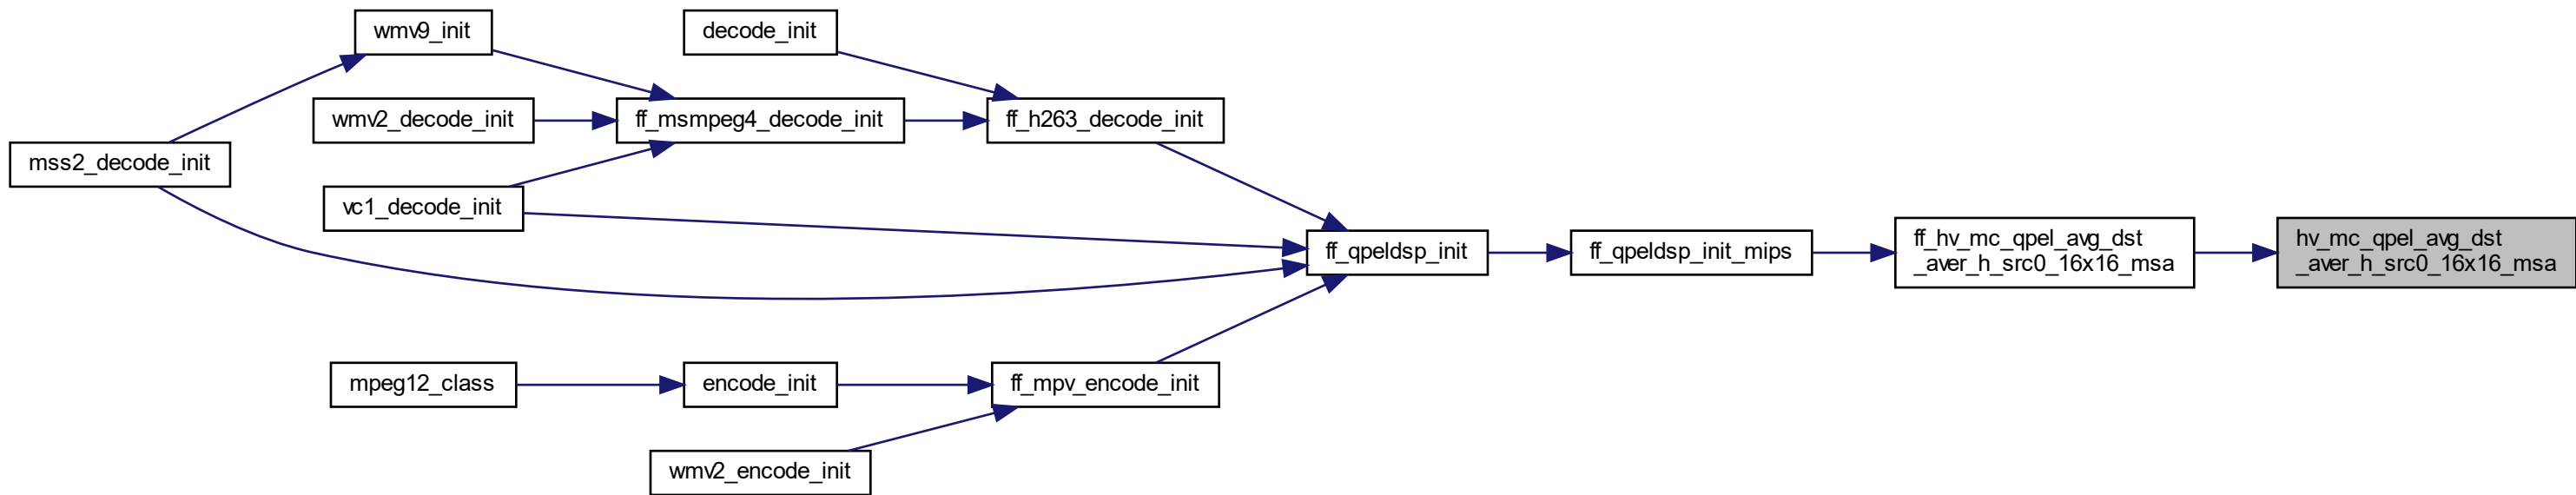 wmv9_init
decode_init
wmv2_decode_init
ff_msmpeg4_decode_init
ff_h263_decode_init
mss2_decode_init
vc1_decode_init
ff_qpeldsp_init
ff_qpeldsp_init_mips
ff_hv_mc_qpel_avg_dst
_aver_h_src0_16x16_msa
hv_mc_qpel_avg_dst
_aver_h_src0_16x16_msa
mpeg12_class
encode_init
ff_mpv_encode_init
wmv2_encode_init